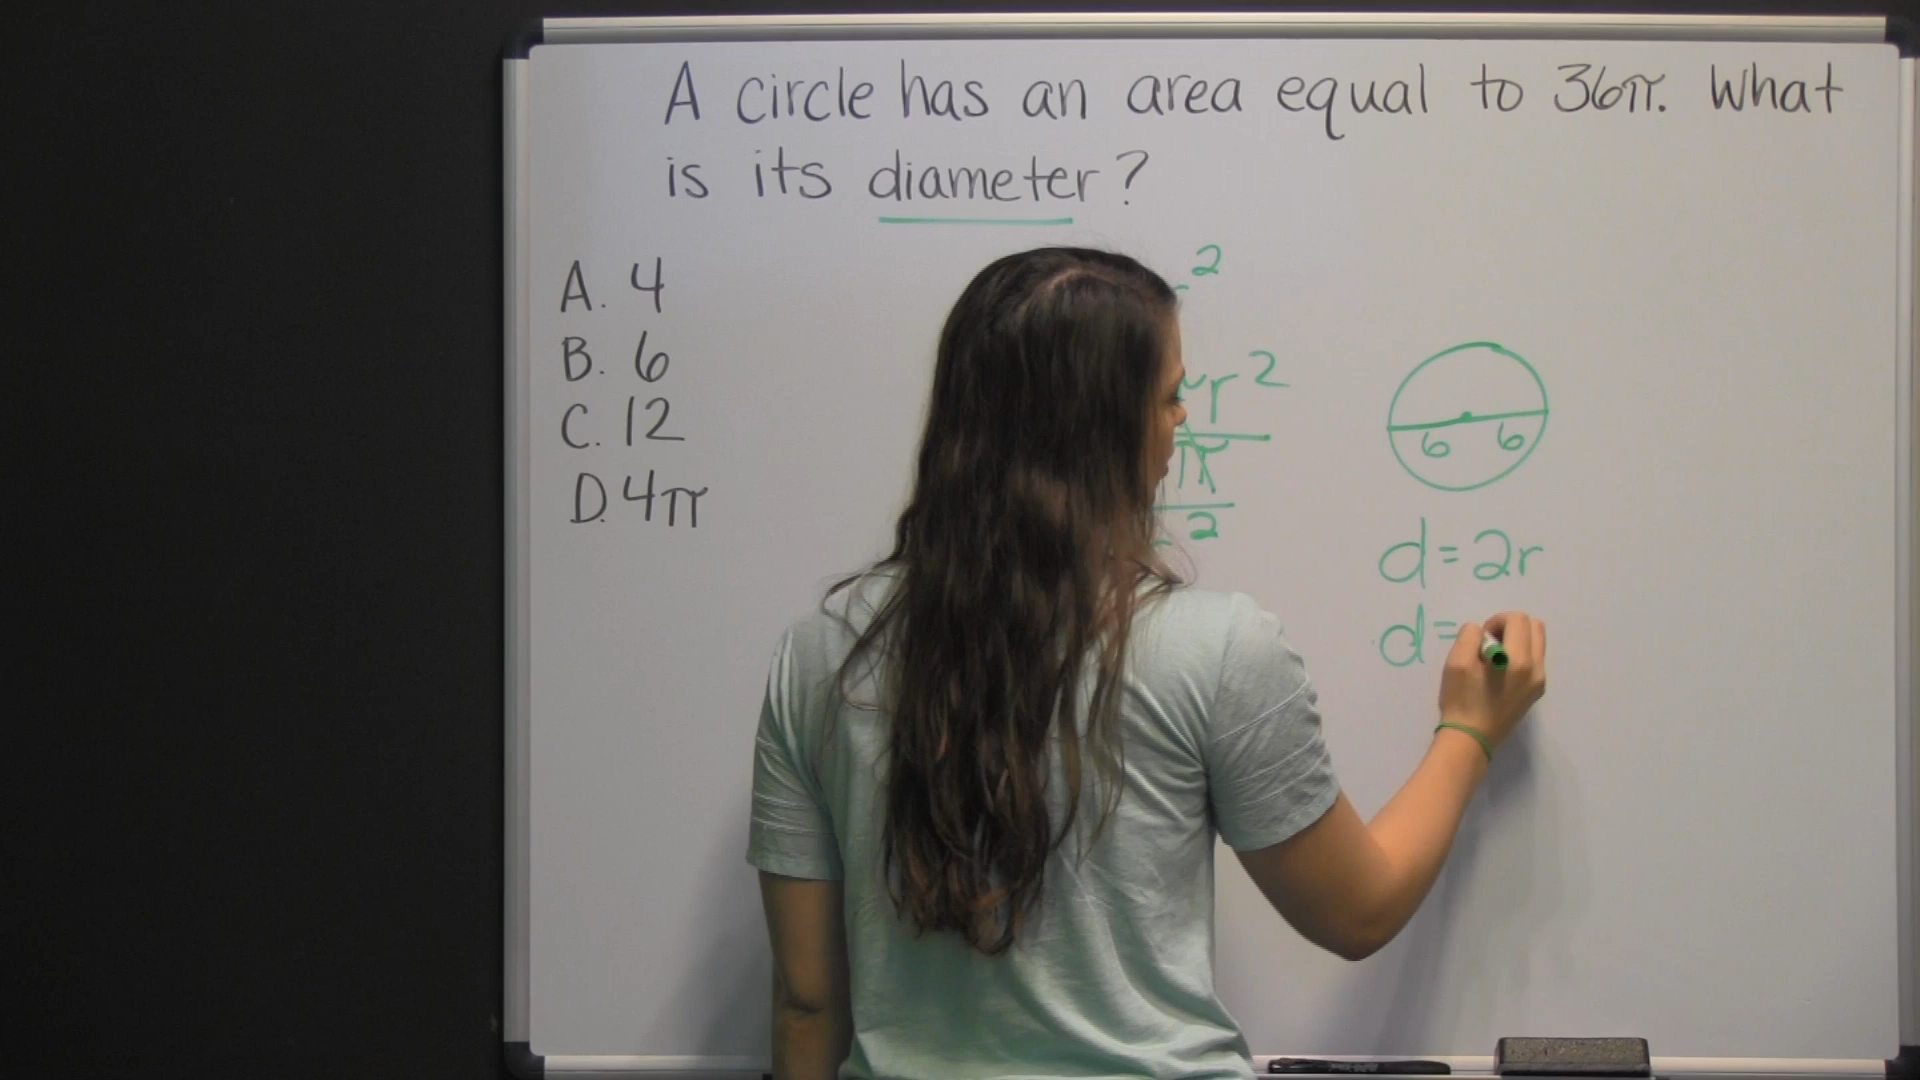 A circle has an area equal to 36π. What
is its diameter?
A. 4
B. 6
C. 12
D. 4π
r²
r²
π
2
6 6
d=2r
d=